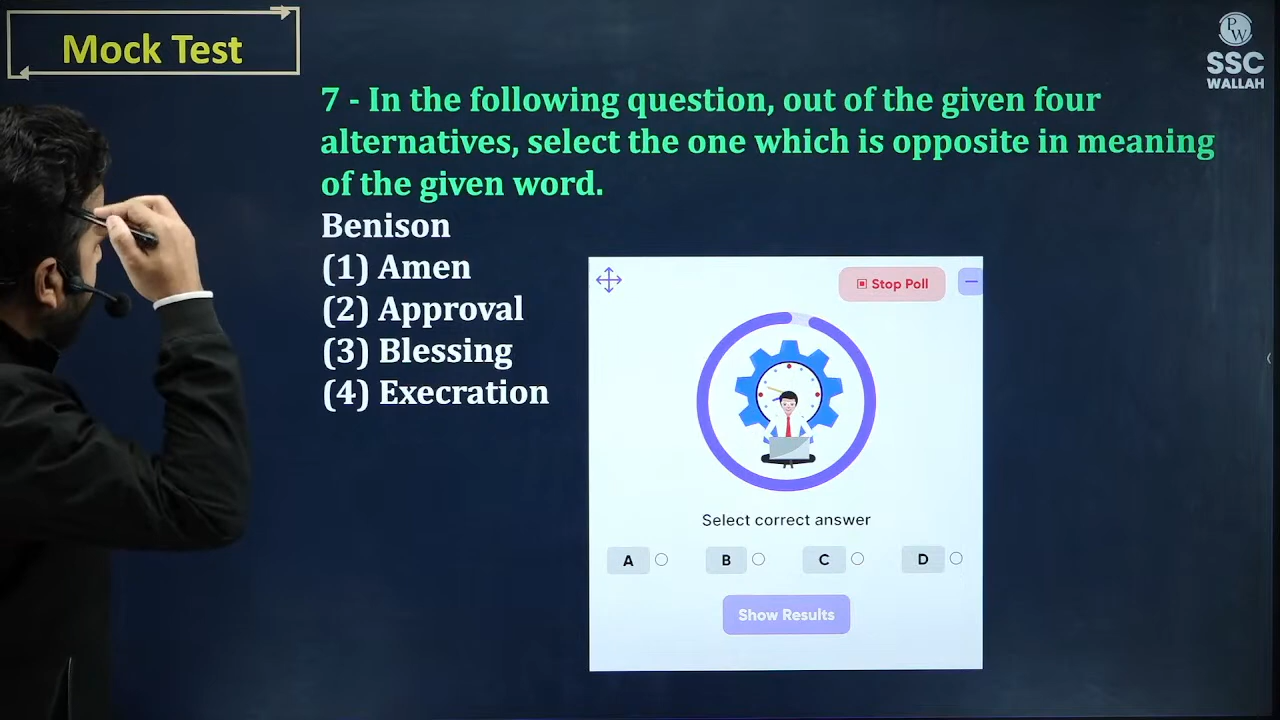 Mock Test
PW
SSC
WALLAH
7 - In the following question, out of the given four
alternatives, select the one which is opposite in meaning
of the given word.
Benison
(1) Amen
(2) Approval
(3) Blessing
(4) Execration
Stop Poll
Select correct answer
A
B
C
D
Show Results